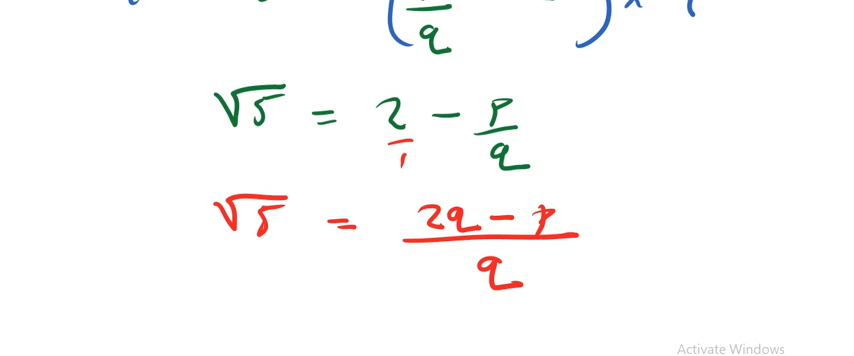 q
√5 = 2/1 - p/q
√5 = (2q - p)/q
Activate Windows